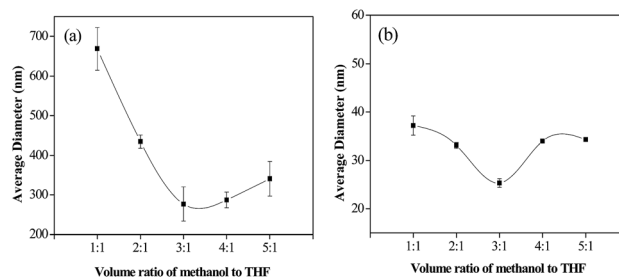 (a)
Average Diameter (nm)
700
600
500
400
300
200
1:1 2:1 3:1 4:1 5:1
Volume ratio of methanol to THF
(b)
Average Diameter (nm)
60
50
40
30
20
1:1 2:1 3:1 4:1 5:1
Volume ratio of methanol to THF